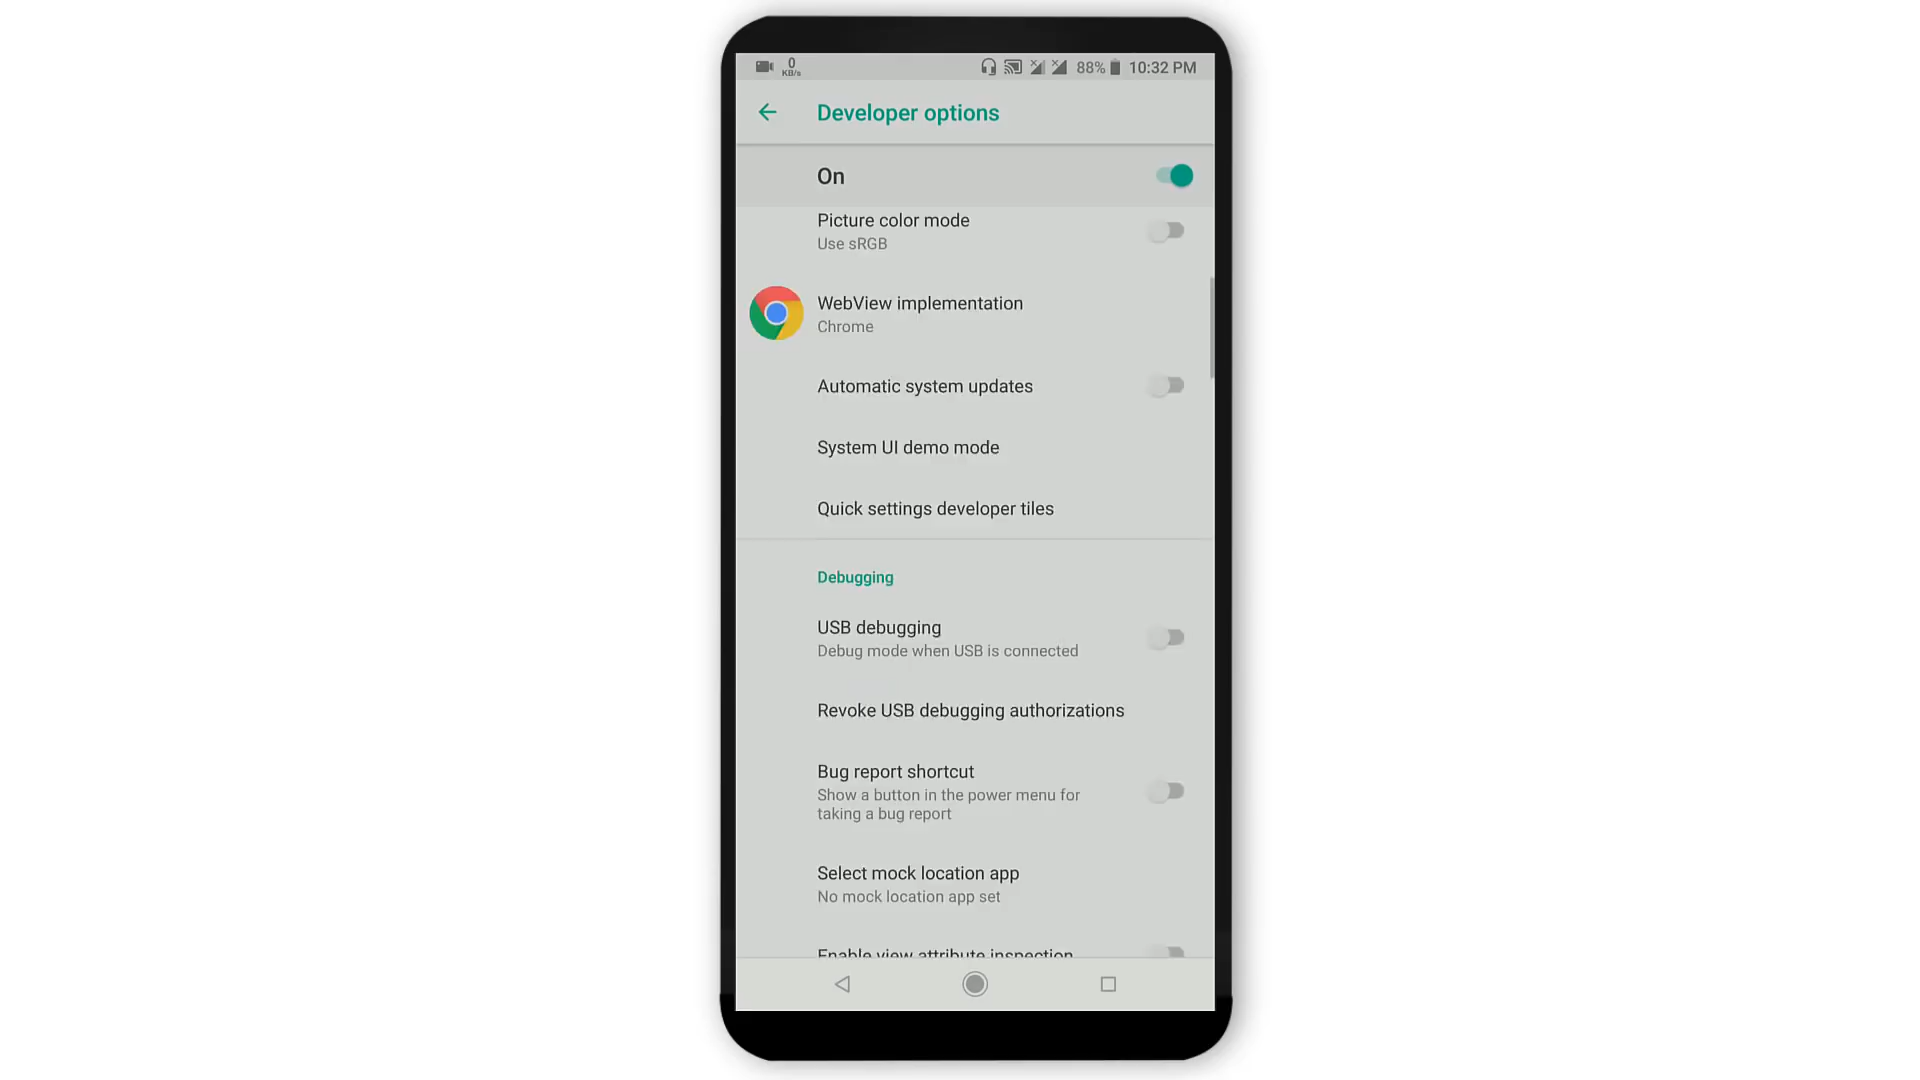 0
KB/s
88%
10:32 PM
Developer options
On
Picture color mode
Use sRGB
WebView implementation
Chrome
Automatic system updates
System UI demo mode
Quick settings developer tiles
Debugging
USB debugging
Debug mode when USB is connected
Revoke USB debugging authorizations
Bug report shortcut
Show a button in the power menu for
taking a bug report
Select mock location app
No mock location app set
Enable view attribute inspection